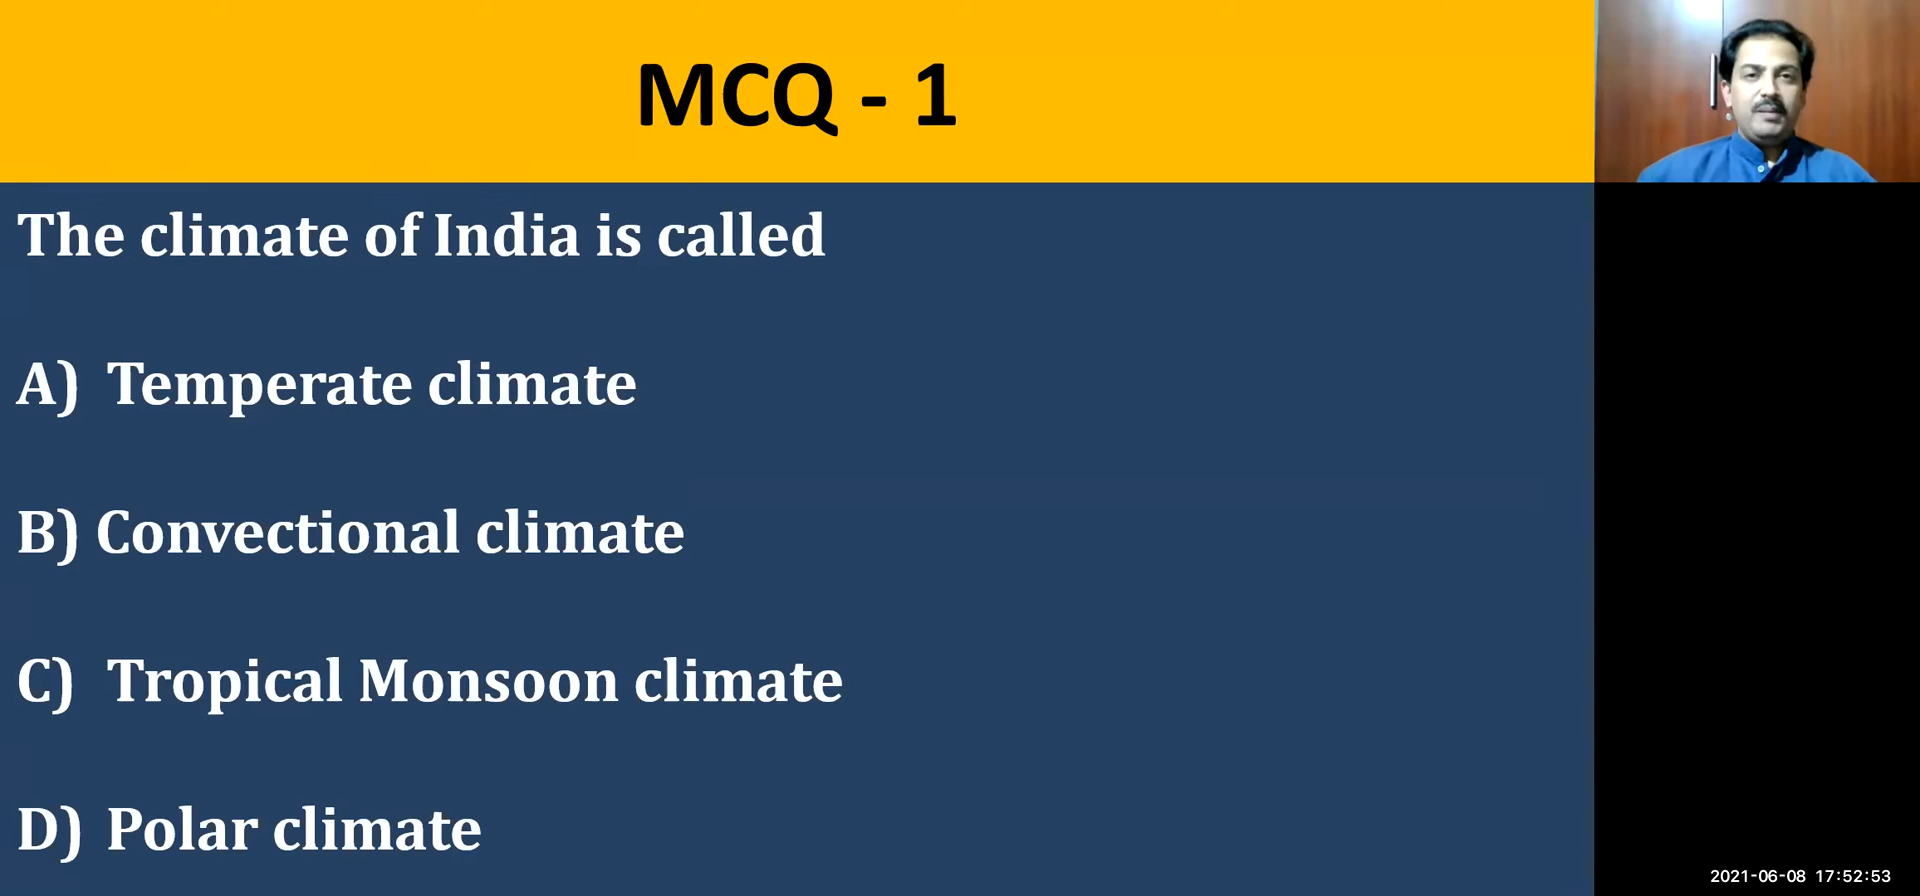 MCQ - 1
The climate of India is called
A) Temperate climate
B) Convectional climate
C) Tropical Monsoon climate
D) Polar climate
2021-06-08 17:52:53